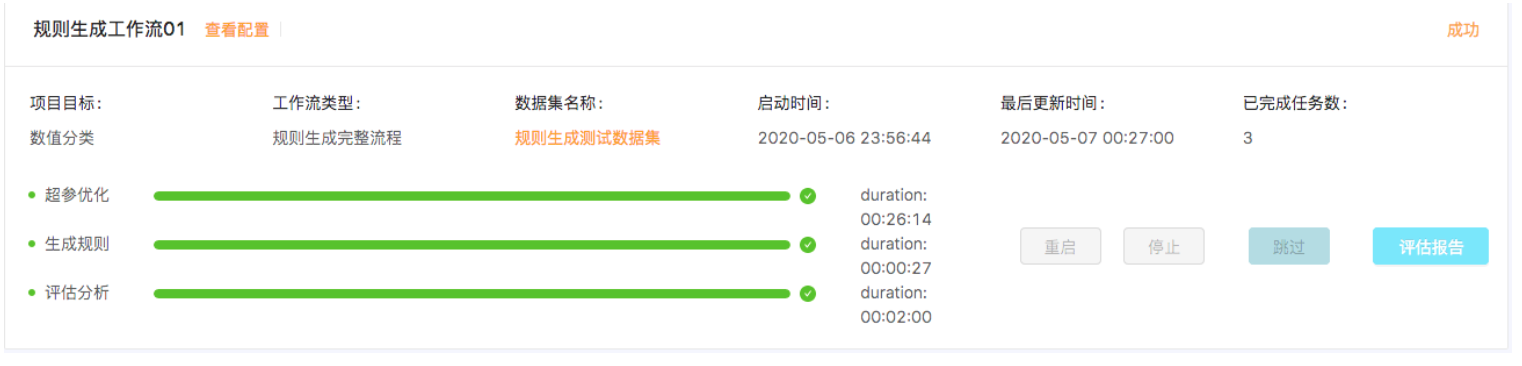 规则生成工作流01 查看配置 成功
项目目标： 工作流类型： 数据集名称： 启动时间： 最后更新时间： 已完成任务数：
数值分类 规则生成完整流程 规则生成测试数据集 2020-05-06 23:56:44 2020-05-07 00:27:00 3
超参优化 duration:
00:26:14
生成规则 duration:
00:00:27
重启 停止 跳过 评估报告
评估分析 duration:
00:02:00